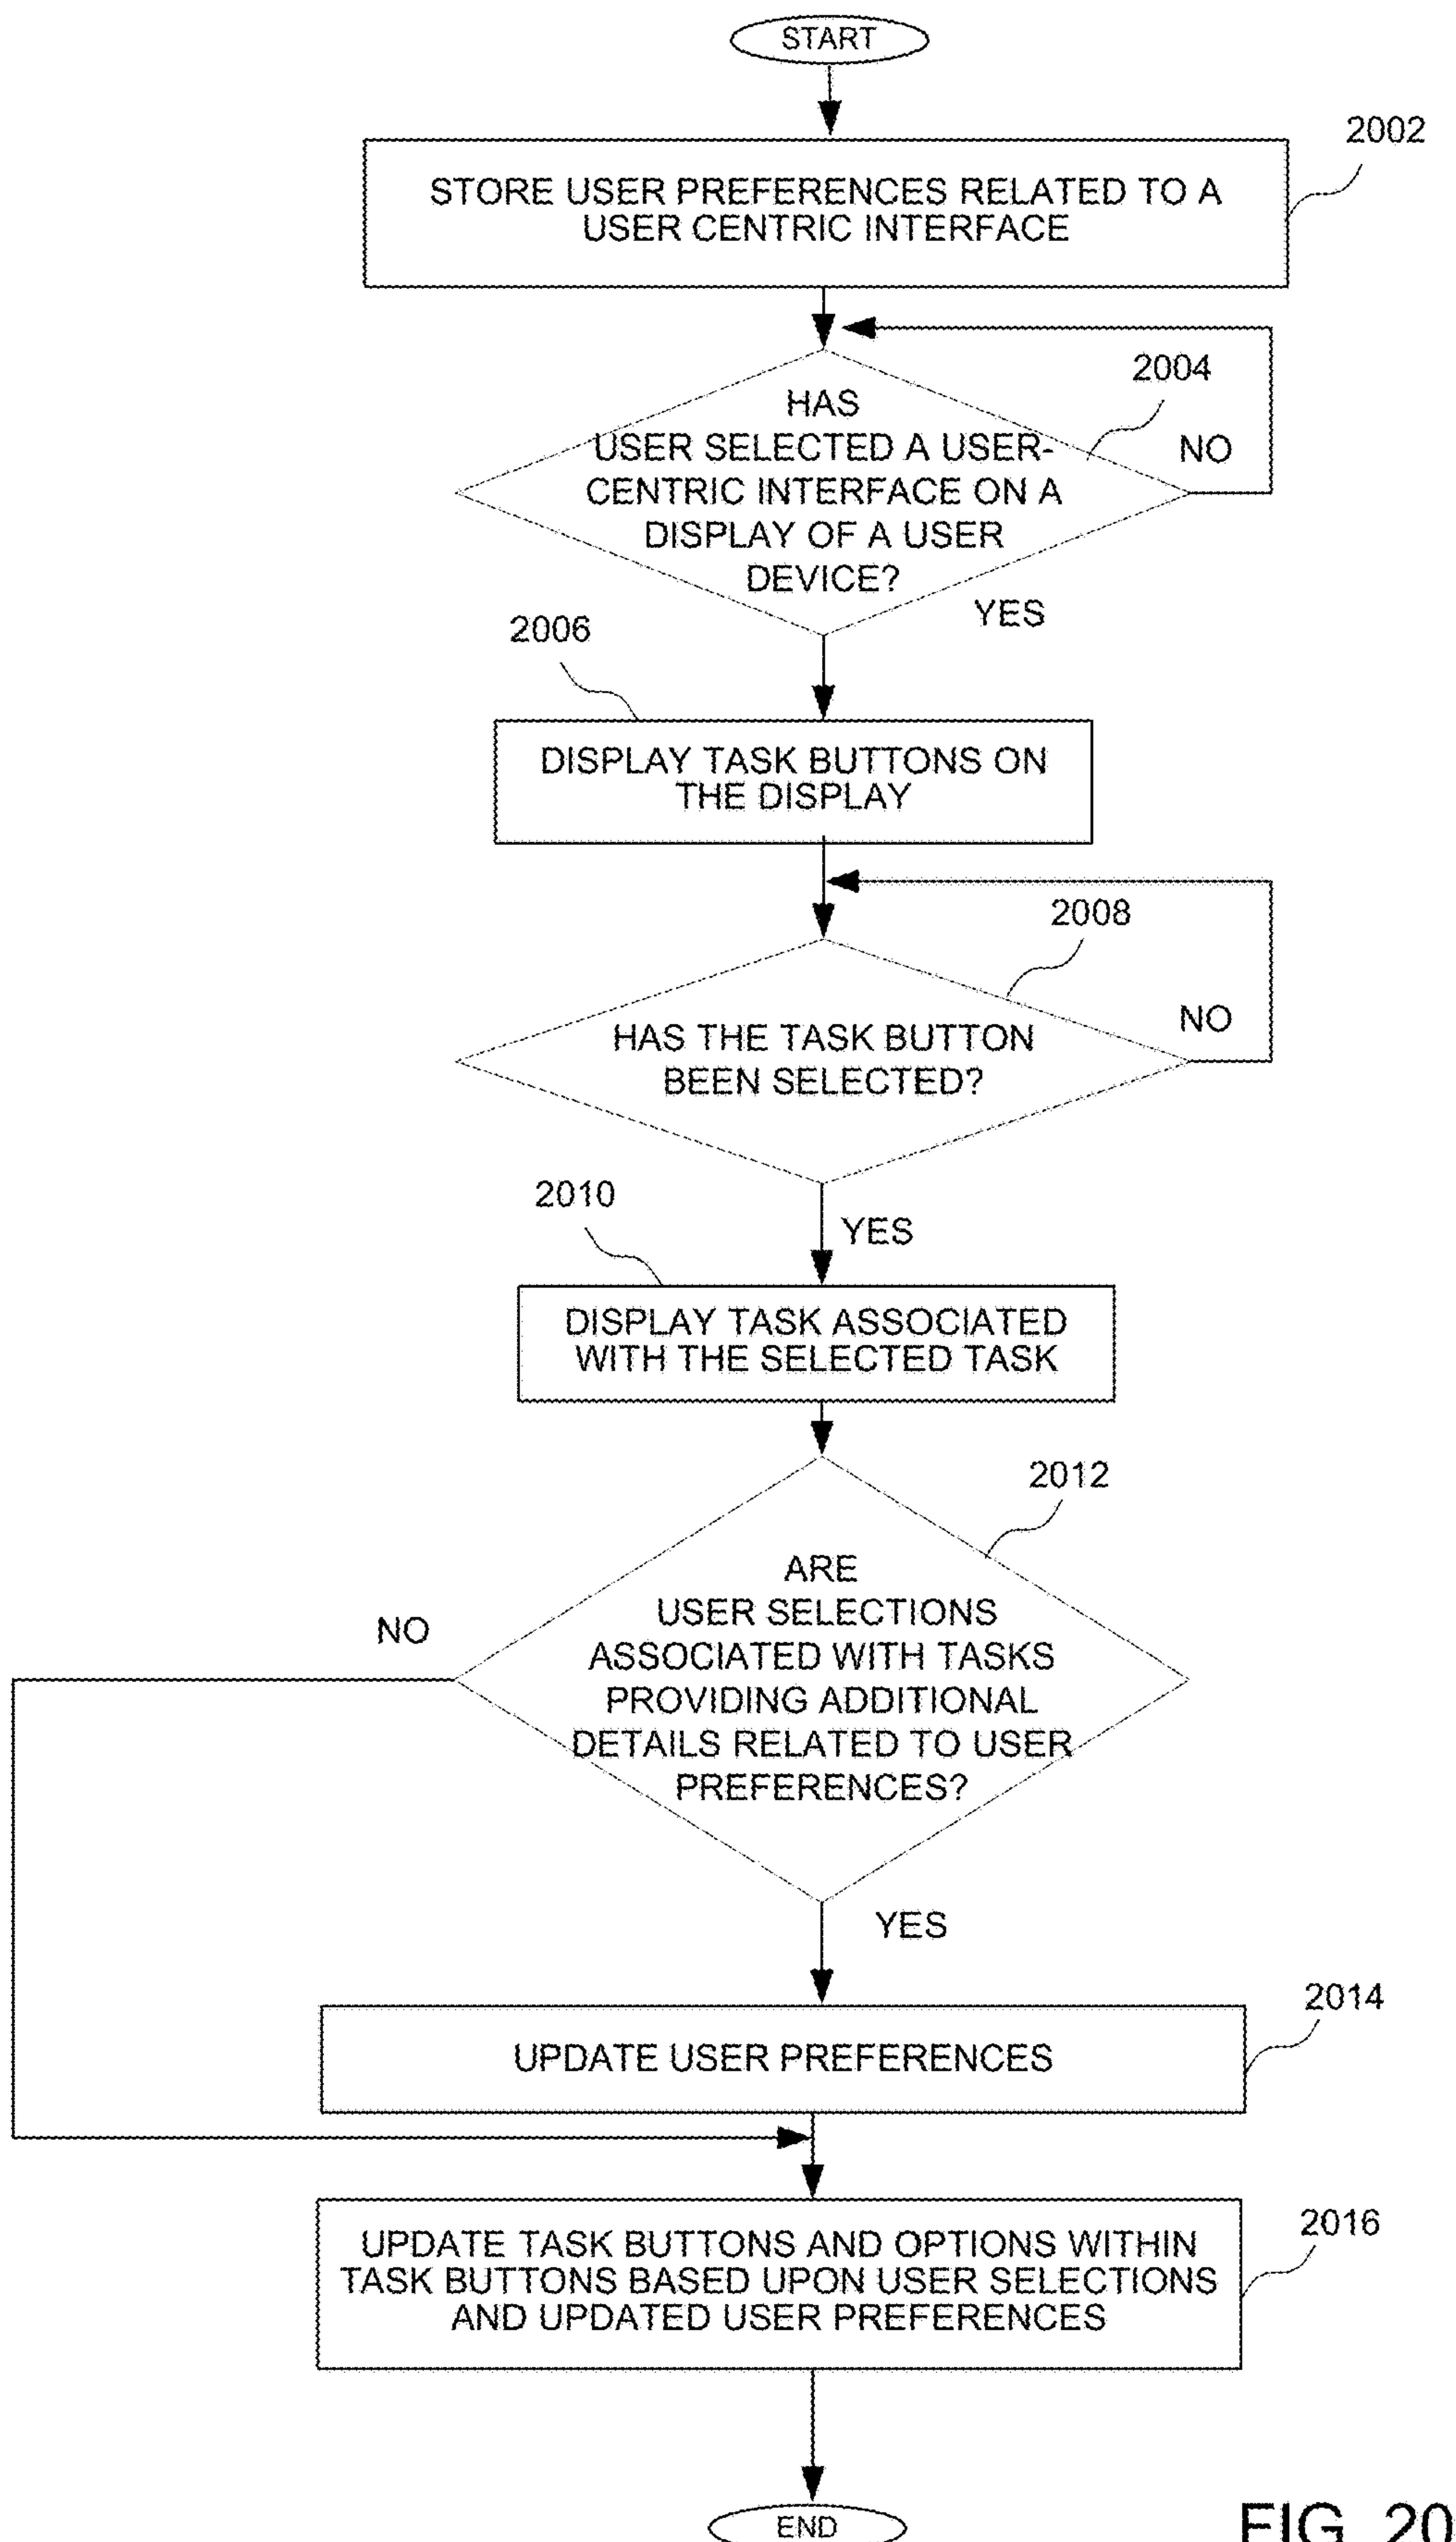 START
2002
STORE USER PREFERENCES RELATED TO A
USER CENTRIC INTERFACE
2004
HAS
USER SELECTED A USER-
CENTRIC INTERFACE ON A
DISPLAY OF A USER
DEVICE?
NO
YES
2006
DISPLAY TASK BUTTONS ON
THE DISPLAY
2008
NO
HAS THE TASK BUTTON
BEEN SELECTED?
2010
YES
DISPLAY TASK ASSOCIATED
WITH THE SELECTED TASK
2012
ARE
USER SELECTIONS
ASSOCIATED WITH TASKS
PROVIDING ADDITIONAL
DETAILS RELATED TO USER
PREFERENCES?
NO
YES
2014
UPDATE USER PREFERENCES
2016
UPDATE TASK BUTTONS AND OPTIONS WITHIN
TASK BUTTONS BASED UPON USER SELECTIONS
AND UPDATED USER PREFERENCES
END
FIG. 20